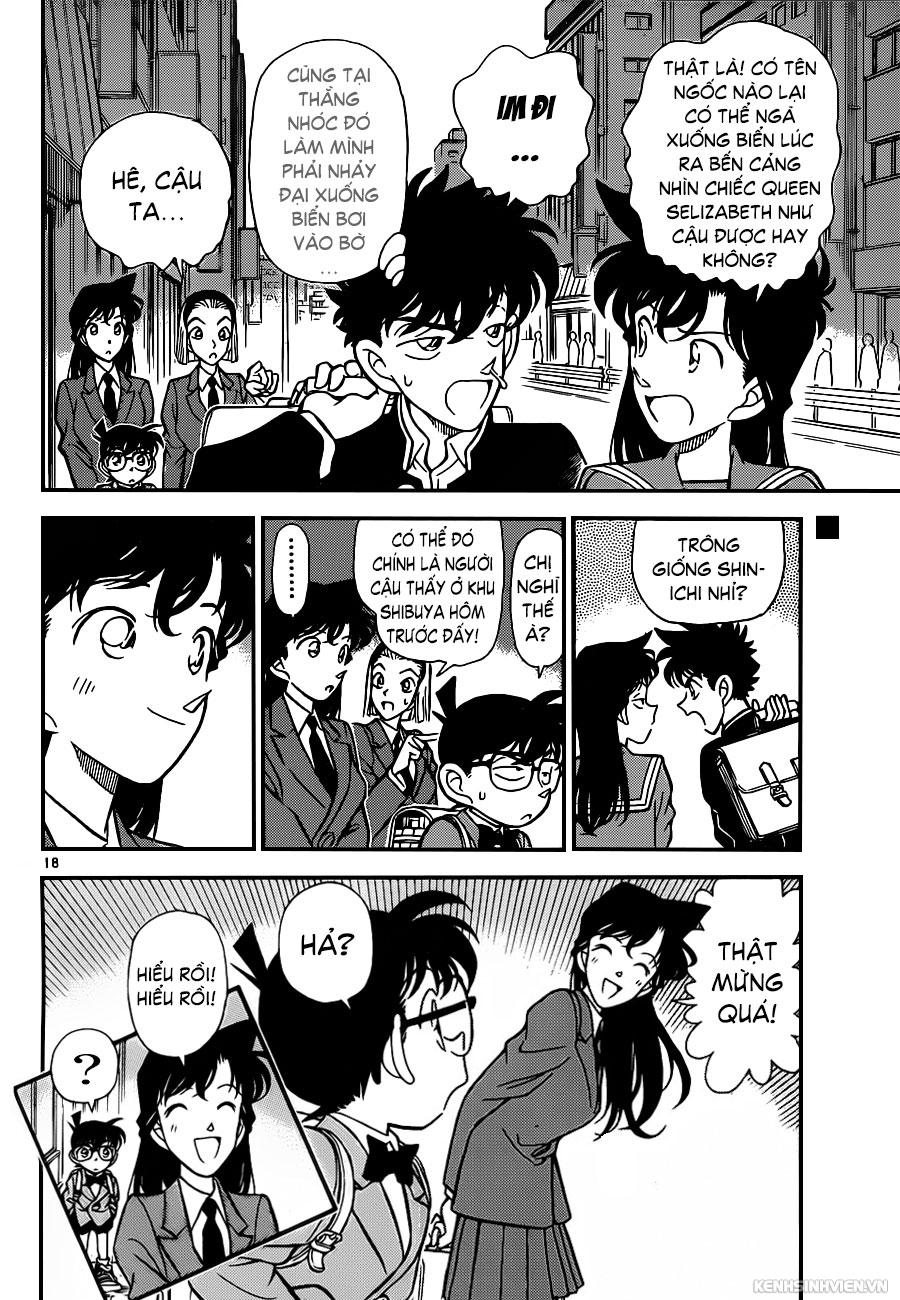 THẬT LÀ! CÓ TÊN
NGỐC NÀO LẠI
CÓ THỂ NGÃ
XUỐNG BIỂN LÚC
RA BẾN CẢNG
NHÌN CHIẾC QUEEN
SELIZABETH NHƯ
CẬU ĐƯỢC HAY
KHÔNG?
IM ĐI
...
CŨNG TẠI
THẰNG
NHÓC ĐÓ
LÀM MÌNH
PHẢI NHẢY
ĐẠI XUỐNG
BIỂN BƠI
VÀO BỜ
...
HÊ, CẬU
TA...
TRÔNG
GIỐNG SHIN-
ICHI NHỈ?
CHỊ
NGHĨ
THẾ
À?
CÓ THỂ ĐÓ
CHÍNH LÀ NGƯỜI
CẬU THẤY Ở KHU
SHIBUYA HÔM
TRƯỚC ĐẤY!
........
18
THẬT
MỪNG
QUÁ!
HẢ?
HIỂU RỒI!
HIỂU RỒI!
?
KENHSINHVIEN.VN